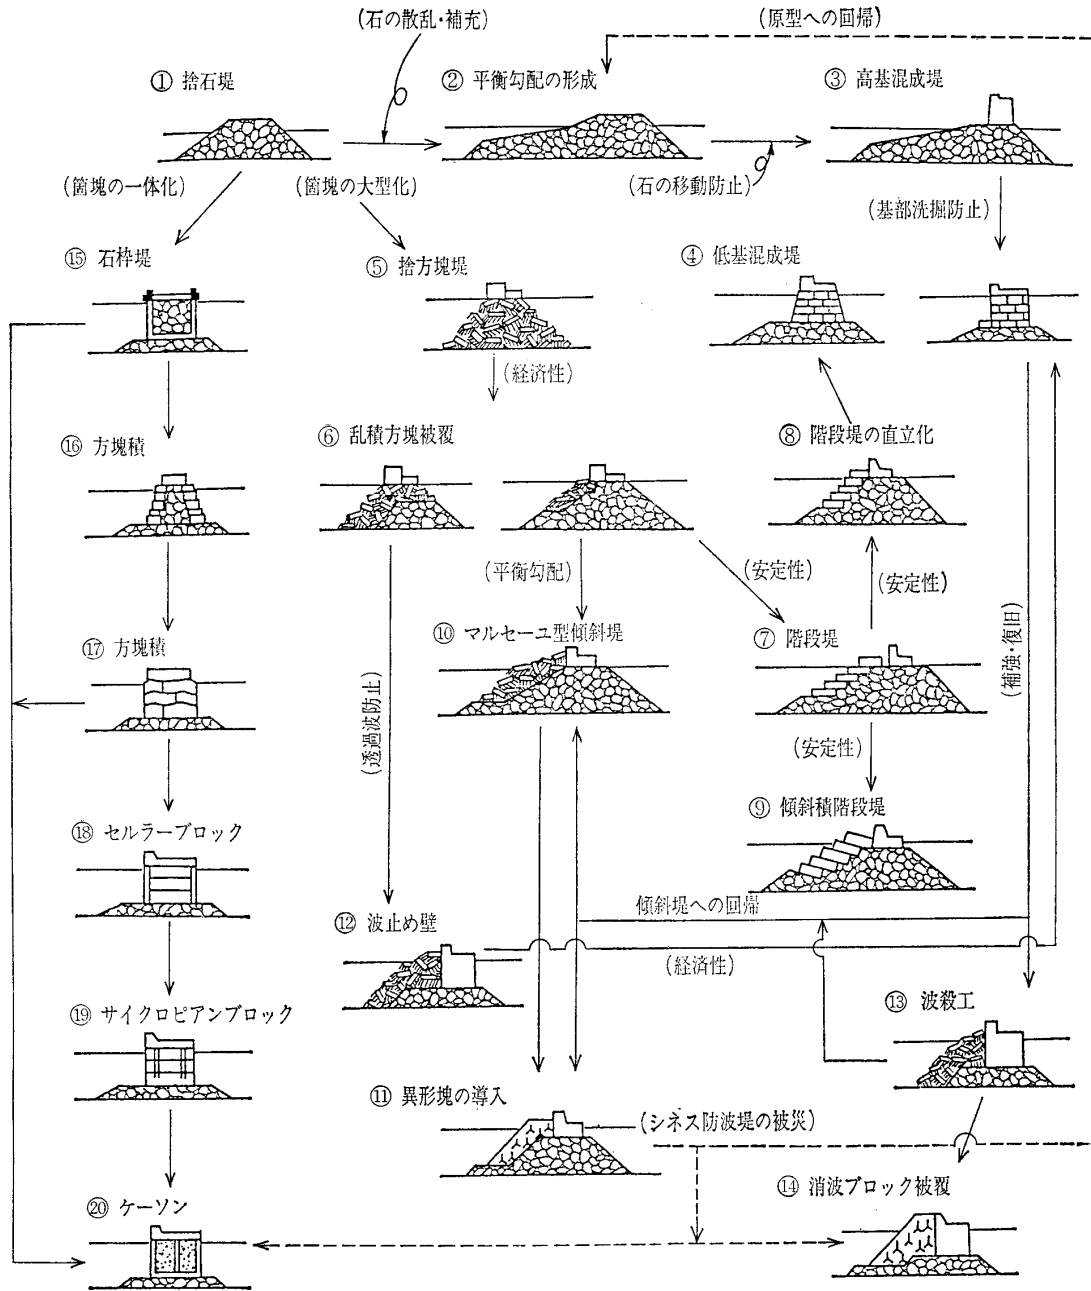 (石の散乱・補充)
(原型への回帰)
① 捨石堤
② 平衡勾配の形成
③ 高基混成堤
(箇塊の一体化)
(箇塊の大型化)
(石の移動防止)
(基部洗掘防止)
⑮ 石枠堤
⑤ 捨方塊堤
④ 低基混成堤
(経済性)
⑯ 方塊積
⑥ 乱積方塊被覆
⑧ 階段堤の直立化
(平衡勾配)
(安定性)
(安定性)
⑰ 方塊積
⑩ マルセーユ型傾斜堤
⑦ 階段堤
(補強・復旧)
(透過波防止)
(安定性)
⑱ セルラーブロック
⑨ 傾斜積階段堤
⑫ 波止め壁
傾斜堤への回帰
(経済性)
⑲ サイクロピアンブロック
⑬ 波殺工
⑪ 異形塊の導入
(シネス防波堤の被災)
⑳ ケーソン
⑭ 消波ブロック被覆